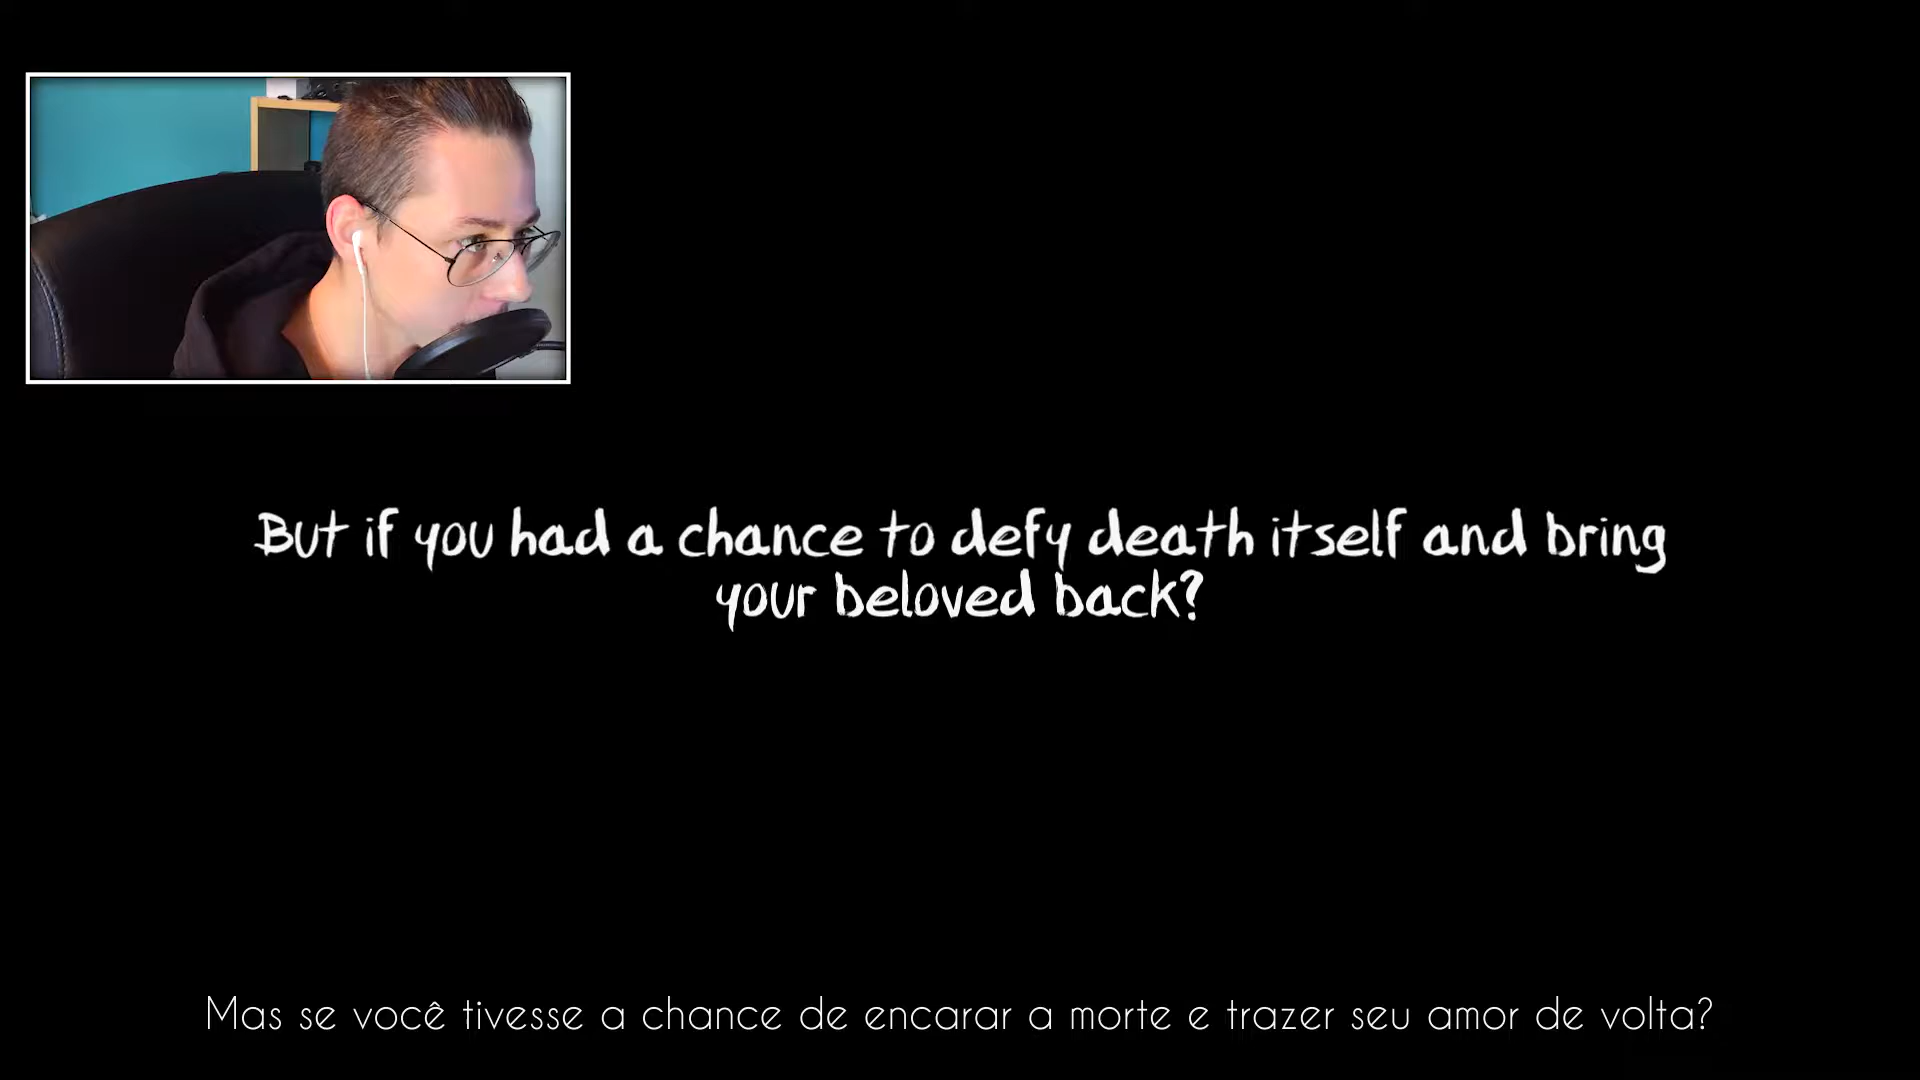 But if you had a chance to defy death itself and bring
your beloved back?
Mas se você tivesse a chance de encarar a morte e trazer seu amor de volta?